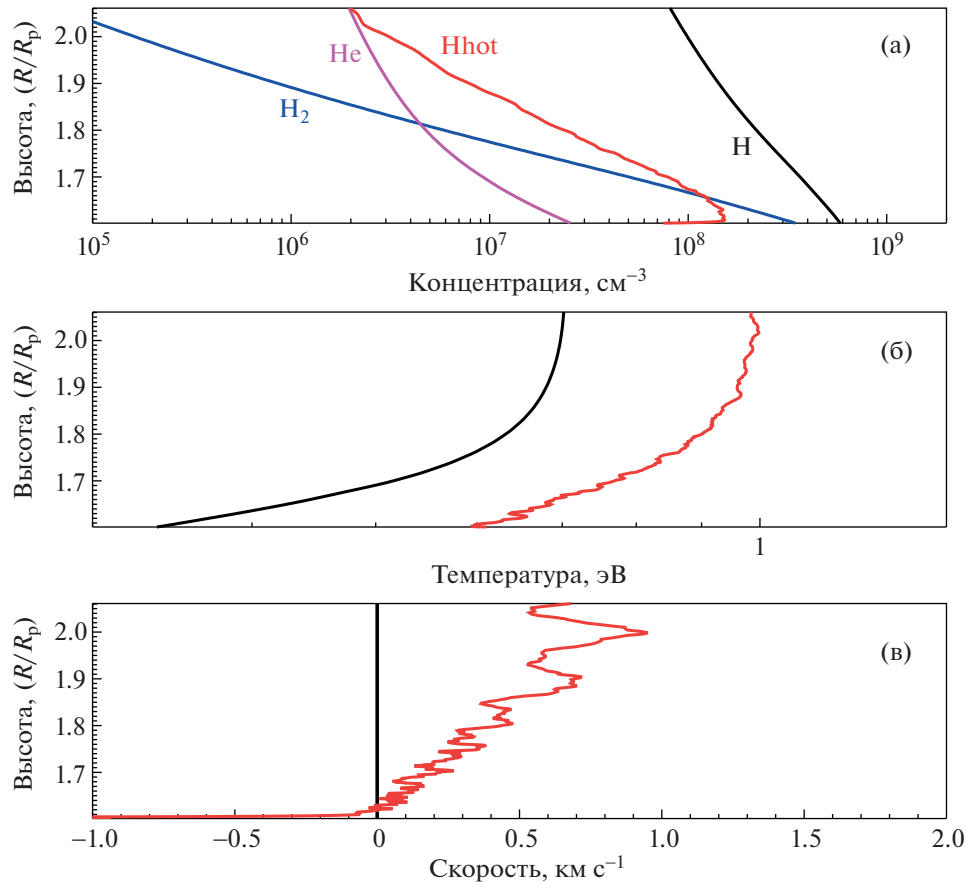 Высота, (R/Rp)
2.0
1.9
1.8
1.7
H2
He
Hhot
H
(а)
10^5
10^6
10^7
10^8
10^9
Концентрация, см^−3
Высота, (R/Rp)
2.0
1.9
1.8
1.7
(б)
1
Температура, эВ
Высота, (R/Rp)
2.0
1.9
1.8
1.7
(в)
−1.0
−0.5
0
0.5
1.0
1.5
2.0
Скорость, км с^−1